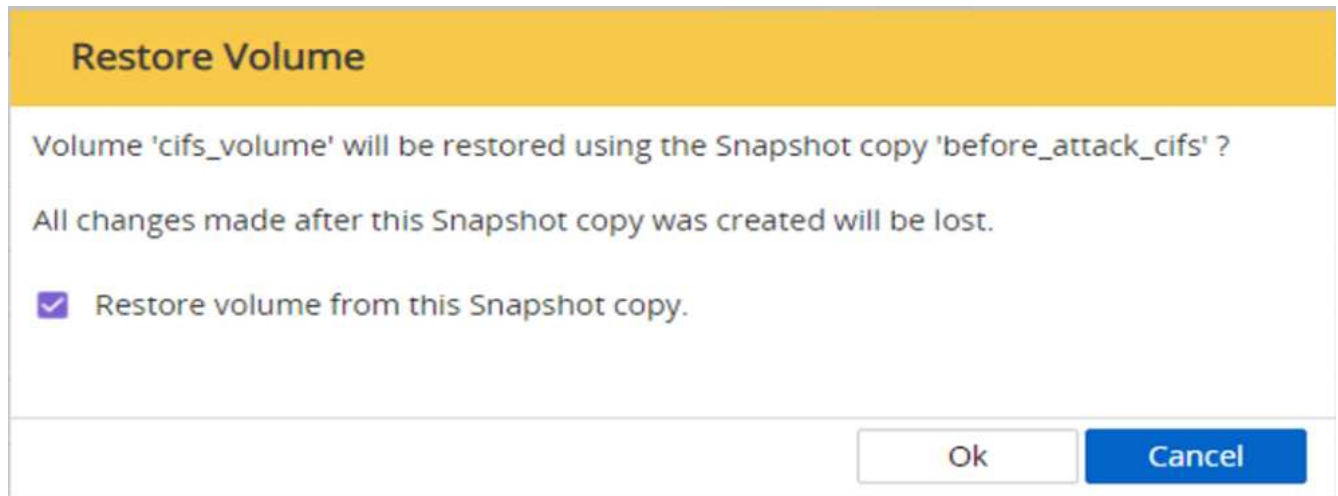 Restore Volume
Volume 'cifs_volume' will be restored using the Snapshot copy 'before_attack_cifs' ?
All changes made after this Snapshot copy was created will be lost.
Restore volume from this Snapshot copy.
Ok Cancel